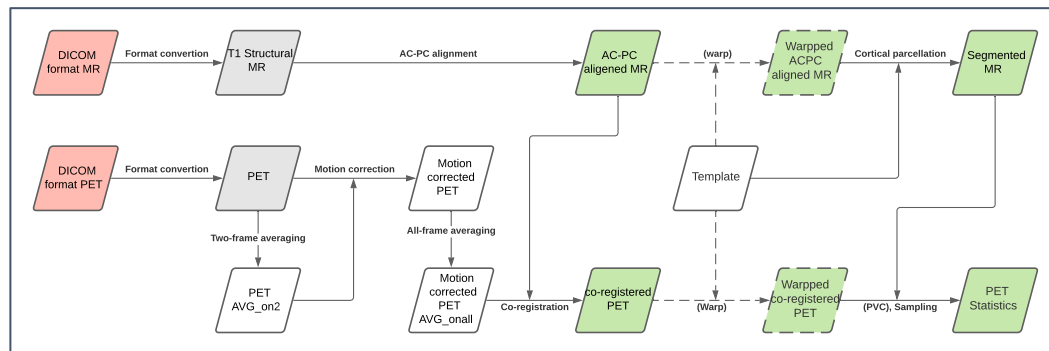 DICOM
format MR
Format convertion
T1 Structural
MR
AC-PC alignment
AC-PC
aligened MR
(warp)
Warpped
ACPC
aligned MR
Cortical parcellation
Segmented
MR
DICOM
format PET
Format convertion
PET
Motion correction
Motion
corrected
PET
Template
Two-frame averaging
All-frame averaging
PET
AVG_on2
Motion
corrected
PET
AVG_onall
Co-registration
co-registered
PET
(Warp)
Warpped
co-registered
PET
(PVC), Sampling
PET
Statistics